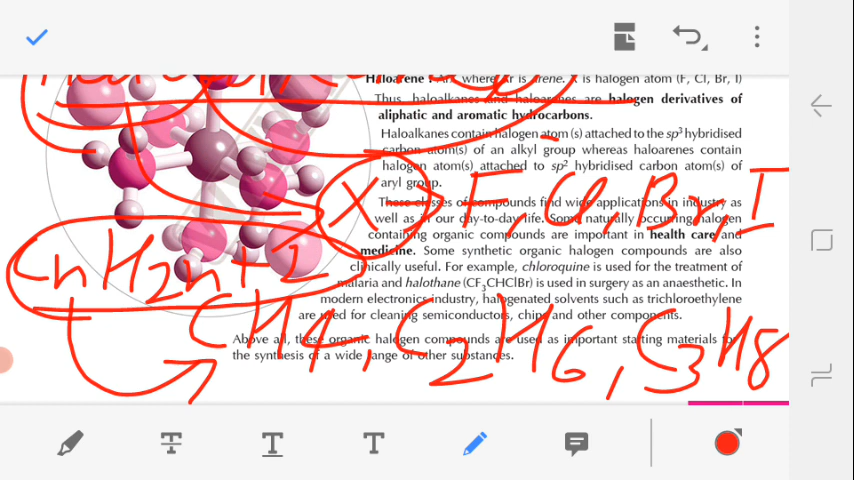 Haloarene : ArX where Ar is arene. X is halogen atom (F, Cl, Br, I)
Thus, haloalkanes and haloarenes are halogen derivatives of
aliphatic and aromatic hydrocarbons.
Haloalkanes contain halogen atom (s) attached to the sp³ hybridised
carbon atom(s) of an alkyl group whereas haloarenes contain
halogen atom(s) attached to sp² hybridised carbon atom(s) of
aryl group.
These classes of compounds find wide applications in industry as
well as in our day-to-day life. Some naturally occuring halogen
containing organic compounds are important in health care and
medicine. Some synthetic organic halogen compounds are also
clinically useful. For example, chloroquine is used for the treatment of
malaria and halothane (CF₃CHClBr) is used in surgery as an anaesthetic. In
modern electronics industry, halogenated solvents such as trichloroethylene
are used for cleaning semiconductors, chips and other components.
Above all, these organic halogen compounds are used as important starting materials for
the synthesis of a wide range of other substances.
X F, Cl, Br, I
CnH2n+2
CH4, C2H6, C3H8
T T